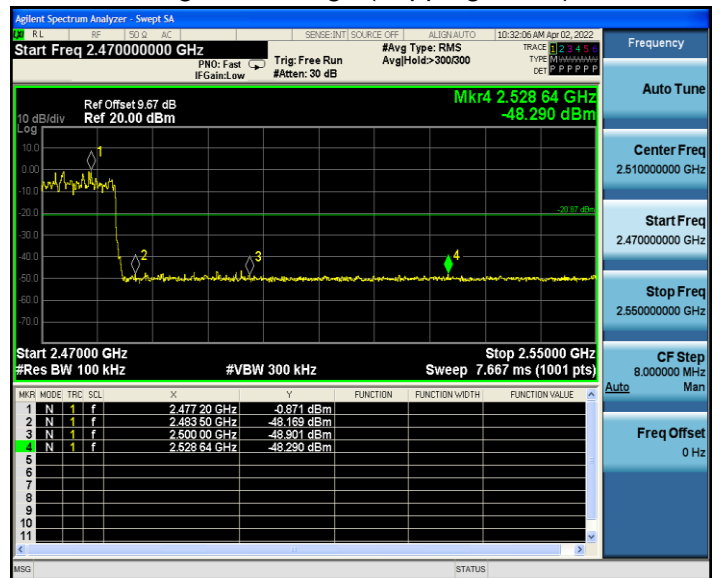 Agilent Spectrum Analyzer - Swept SA
RL RF 50 Ω AC SENSE:INT SOURCE OFF ALIGN AUTO 10:32:06 AM Apr 02, 2022
Start Freq 2.470000000 GHz
PNO: Fast
IFGain:Low
Trig: Free Run
#Atten: 30 dB
#Avg Type: RMS
Avg|Hold:>300/300
TRACE 1 2 3 4 5 6
TYPE M
DET P P P P P P
Frequency
Auto Tune
Center Freq
2.510000000 GHz
Start Freq
2.470000000 GHz
Stop Freq
2.550000000 GHz
CF Step
8.000000 MHz
Auto Man
Freq Offset
0 Hz
Mkr4 2.528 64 GHz
-48.290 dBm
Ref Offset 9.67 dB
10 dB/div Ref 20.00 dBm
Log
10.0
0.00
-10.0
-20.0
-30.0
-40.0
-50.0
-60.0
-70.0
1
-20.87 dBm
2
3
4
Start 2.47000 GHz Stop 2.55000 GHz
#Res BW 100 kHz #VBW 300 kHz Sweep 7.667 ms (1001 pts)
MKR MODE TRC SCL X Y FUNCTION FUNCTION WIDTH FUNCTION VALUE
1 N 1 f 2.477 20 GHz -0.871 dBm
2 N 1 f 2.483 50 GHz -48.169 dBm
3 N 1 f 2.500 00 GHz -48.901 dBm
4 N 1 f 2.528 64 GHz -48.290 dBm
5
6
7
8
9
10
11
MSG STATUS